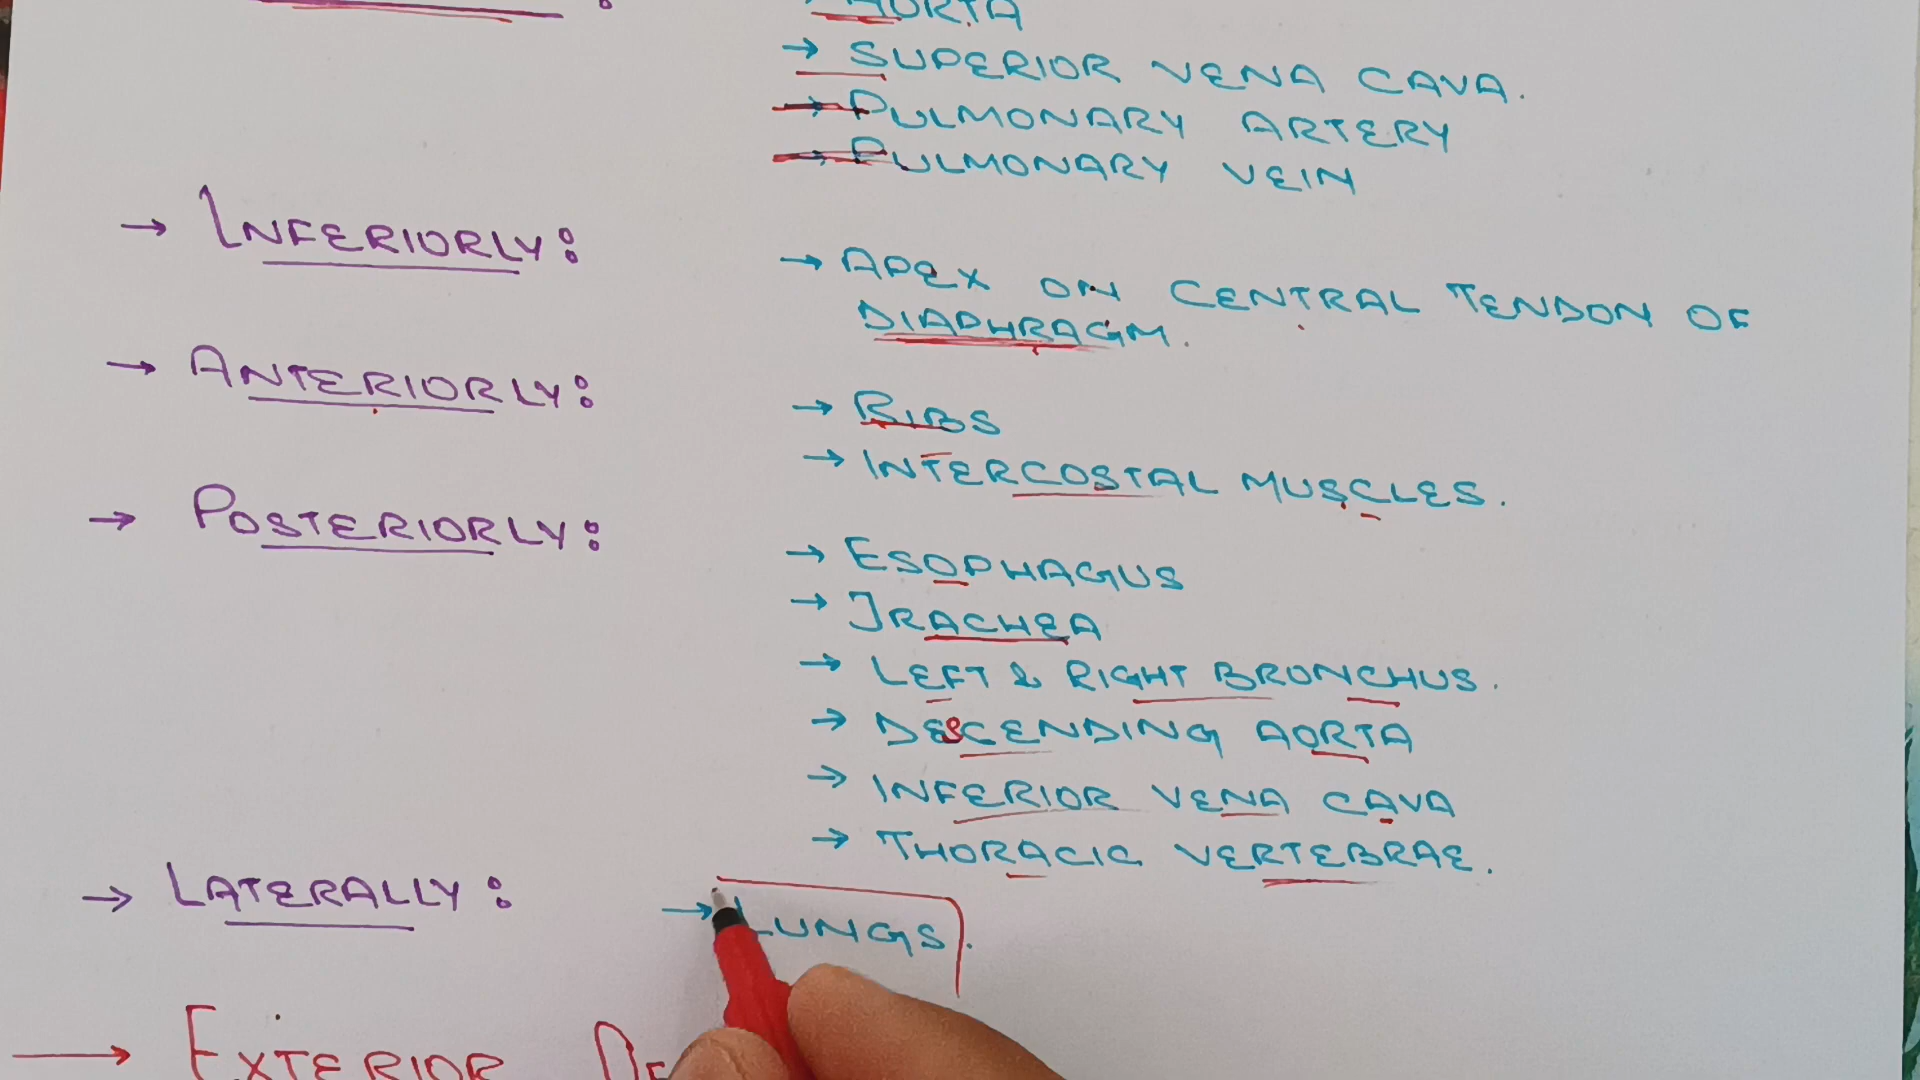 AORTA
→ SUPERIOR VENA CAVA.
→ PULMONARY ARTERY
→ PULMONARY VEIN
→ INFERIORLY:
→ APEX ON CENTRAL TENDON OF
DIAPHRAGM.
→ ANTERIORLY:
→ RIBS
→ INTERCOSTAL MUSCLES.
→ POSTERIORLY:
→ ESOPHAGUS
→ TRACHEA
→ LEFT & RIGHT BRONCHUS.
→ DESCENDING AORTA
→ INFERIOR VENA CAVA
→ THORACIC VERTEBRAE.
→ LATERALLY:
→ LUNGS.
→ EXTERIOR